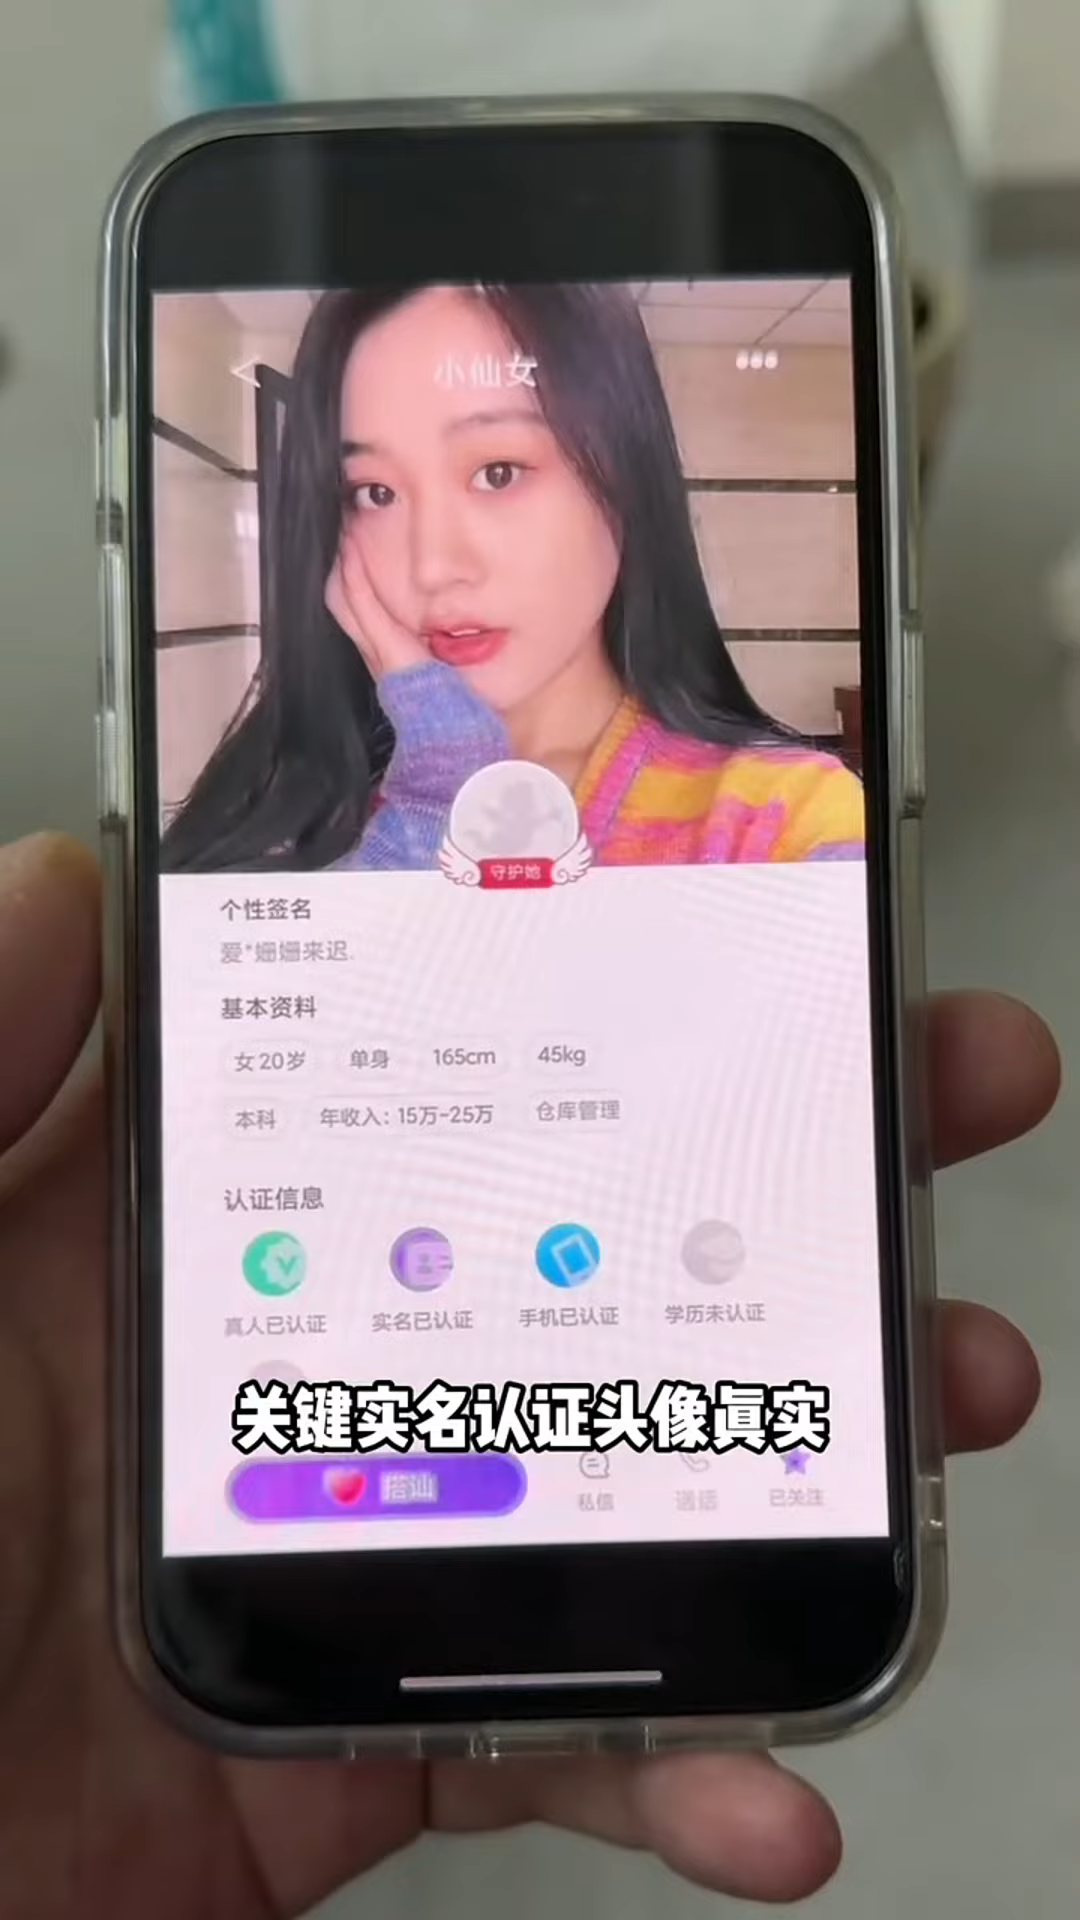 小仙女
守护她
个性签名
爱*姗姗来迟.
基本资料
女 20岁 单身 165cm 45kg
本科 年收入: 15万-25万 仓库管理
认证信息
真人已认证 实名已认证 手机已认证 学历未认证
关键实名认证头像眞实
搭讪 私信 通话 已关注